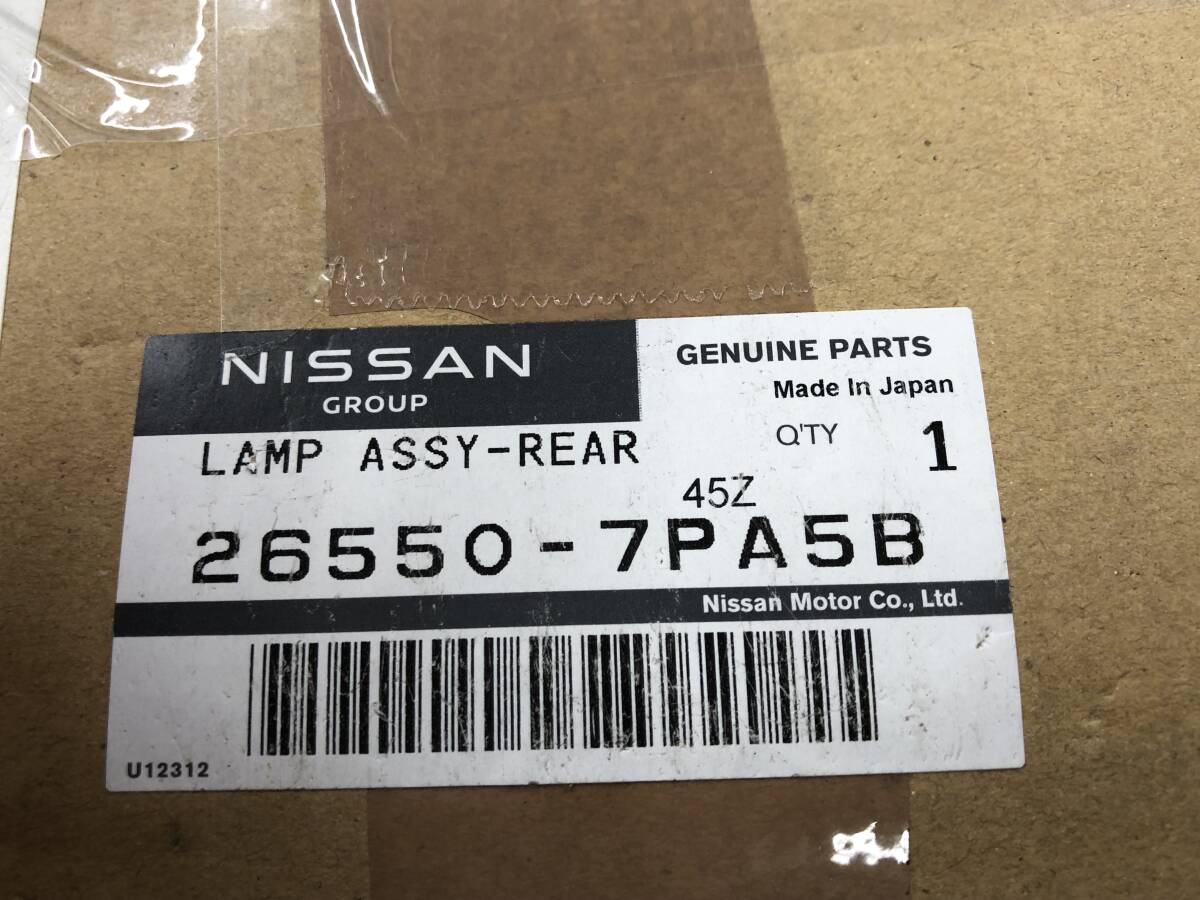 NISSAN
GROUP
GENUINE PARTS
Made In Japan
LAMP ASSY-REAR
Q'TY 1
45Z
26550-7PA5B
Nissan Motor Co., Ltd.
U12312